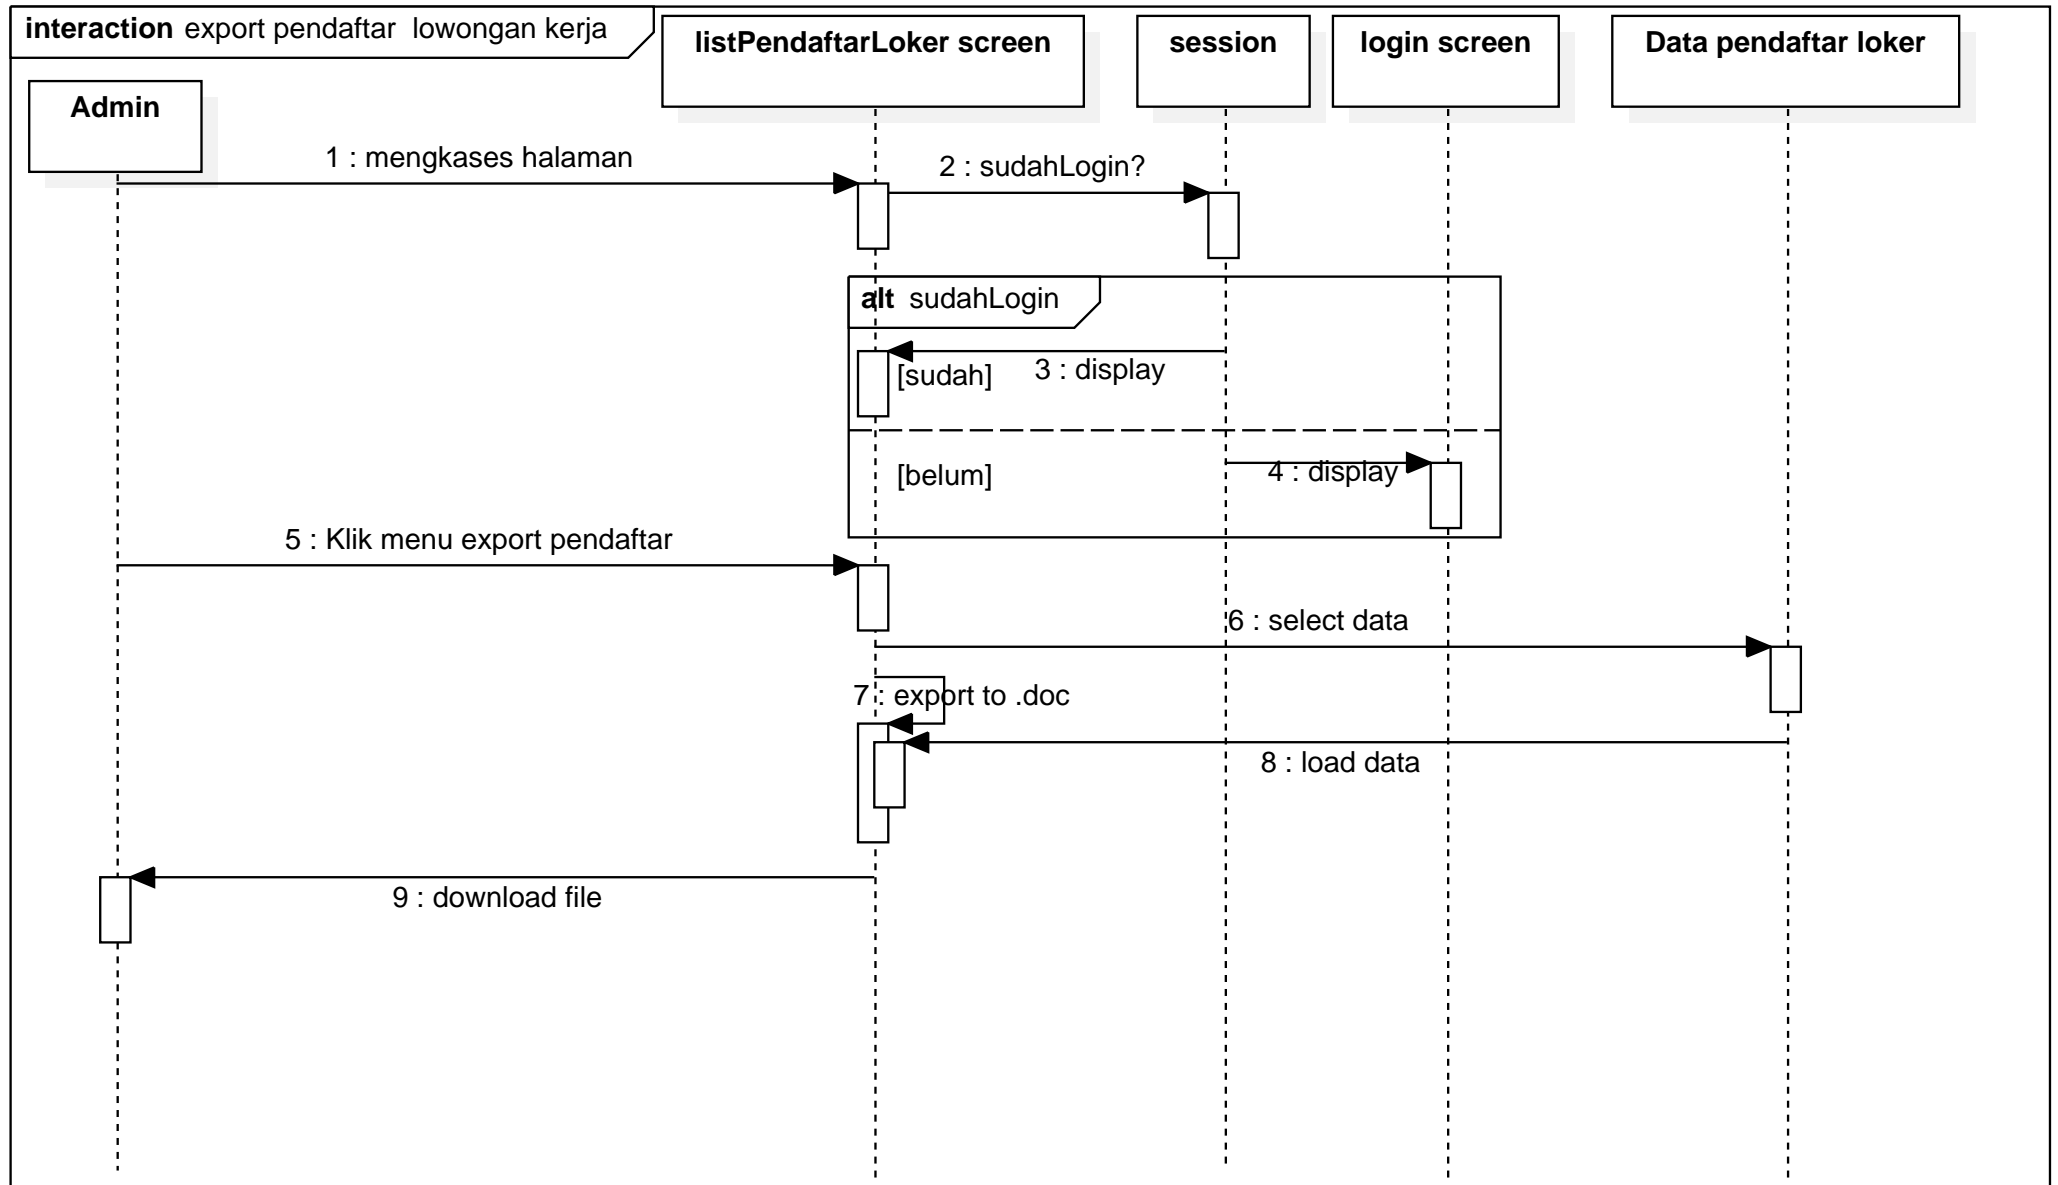 interaction export pendaftar lowongan kerja
listPendaftarLoker screen
session
login screen
Data pendaftar loker
Admin
1 : mengkases halaman
2 : sudahLogin?
alt sudahLogin
3 : display
[sudah]
4 : display
[belum]
5 : Klik menu export pendaftar
6 : select data
7 : export to .doc
8 : load data
9 : download file